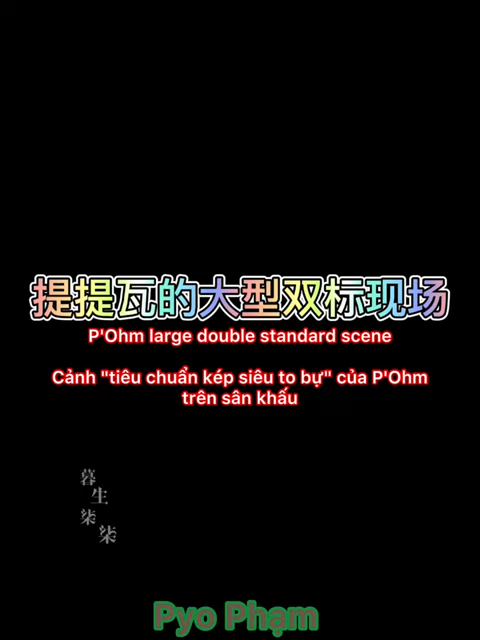 提提瓦的大型双标现场
P'Ohm large double standard scene
Cảnh "tiêu chuẩn kép siêu to bự" của P'Ohm
trên sân khấu
暮
生
柒
柒
Pyo Phạm